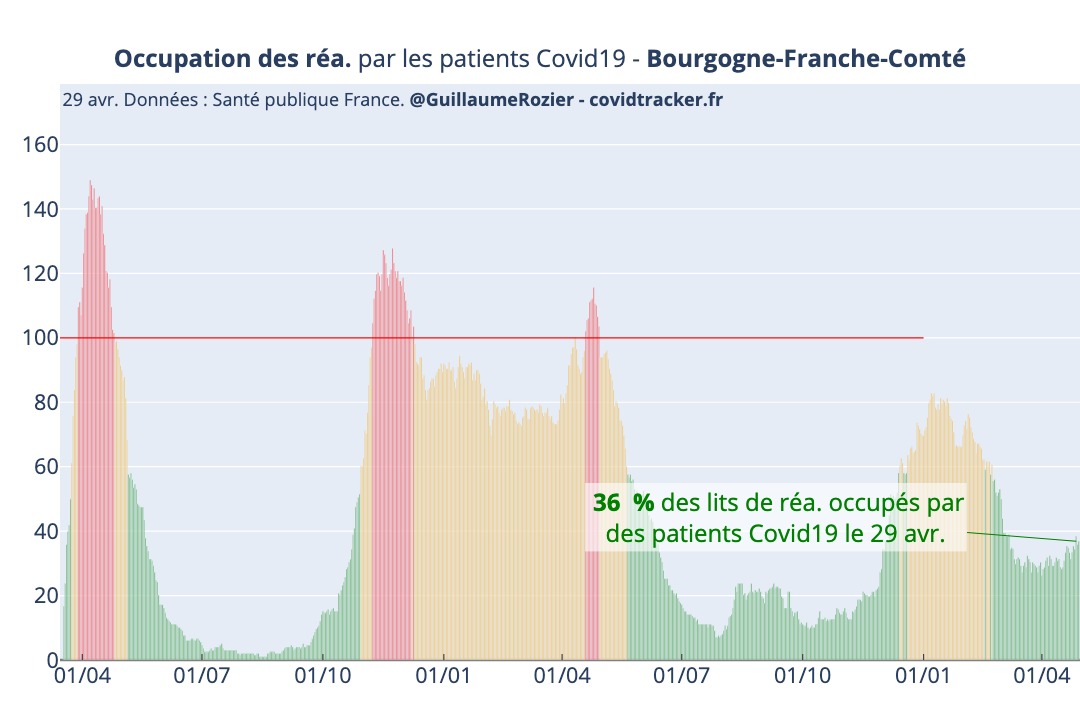 Occupation des réa. par les patients Covid19 - Bourgogne-Franche-Comté
29 avr. Données : Santé publique France. @GuillaumeRozier - covidtracker.fr
160
140
120
100
80
60
40
20
0
36 % des lits de réa. occupés par
des patients Covid19 le 29 avr.
01/04 01/07 01/10 01/01 01/04 01/07 01/10 01/01 01/04